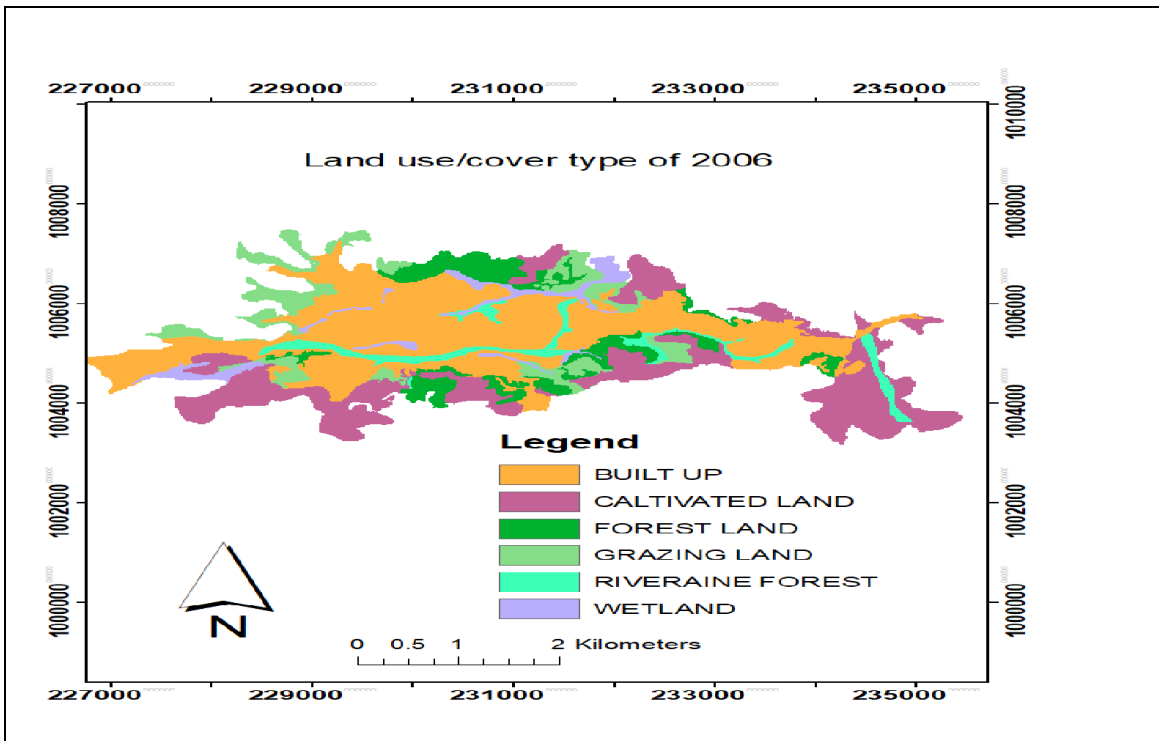 227000 229000 231000 233000 235000
1010000
Land use/cover type of 2006
1008000 1008000
1006000 1006000
1004000 1004000
Legend
BUILT UP
CALTIVATED LAND
1002000 1002000
FOREST LAND
GRAZING LAND
RIVERAINE FOREST
1000000 1000000
WETLAND
N
0 0.5 1 2 Kilometers
227000 229000 231000 233000 235000